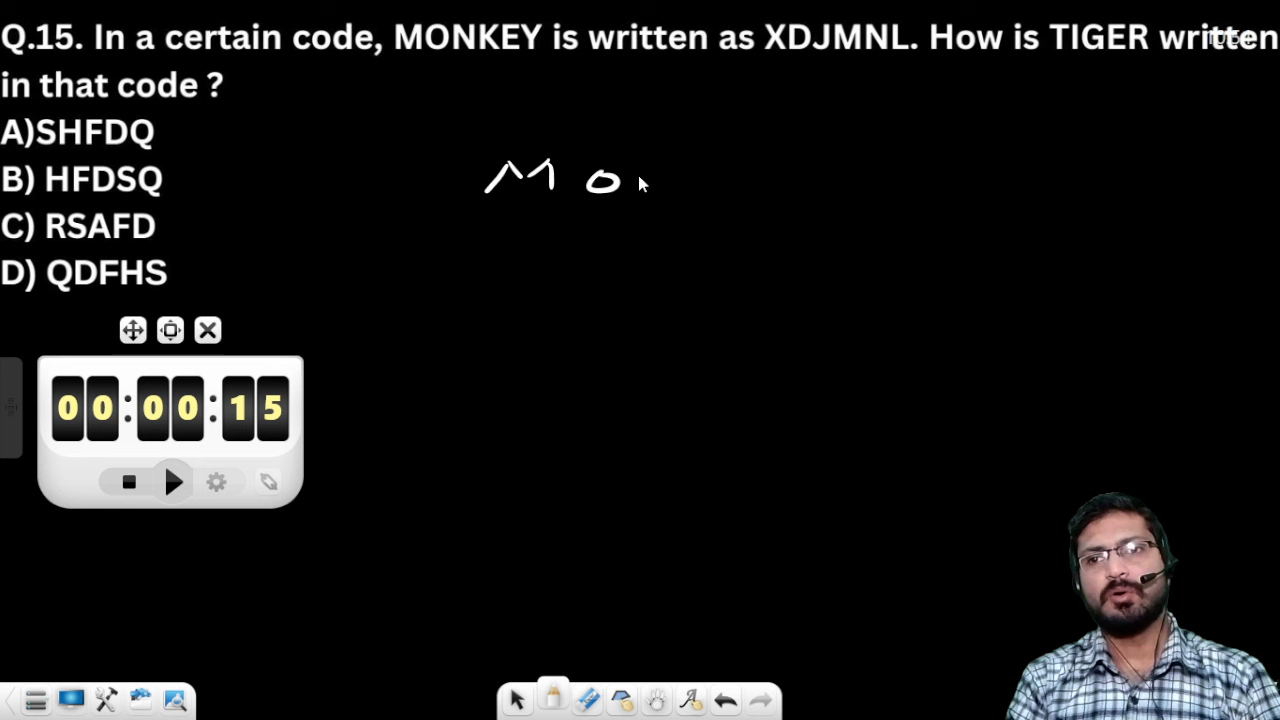 Q.15. In a certain code, MONKEY is written as XDJMNL. How is TIGER written
in that code ?
A)SHFDQ
B) HFDSQ
C) RSAFD
D) QDFHS
M o
00:00:15